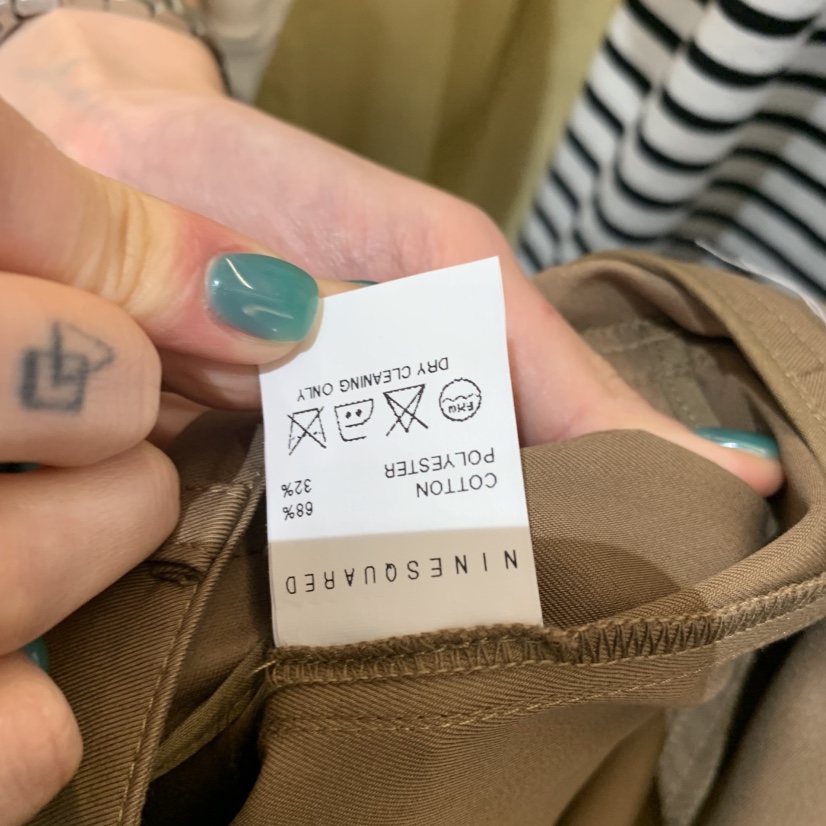 NINESQUARED
COTTON 68%
POLYESTER 32%
DRY CLEANING ONLY